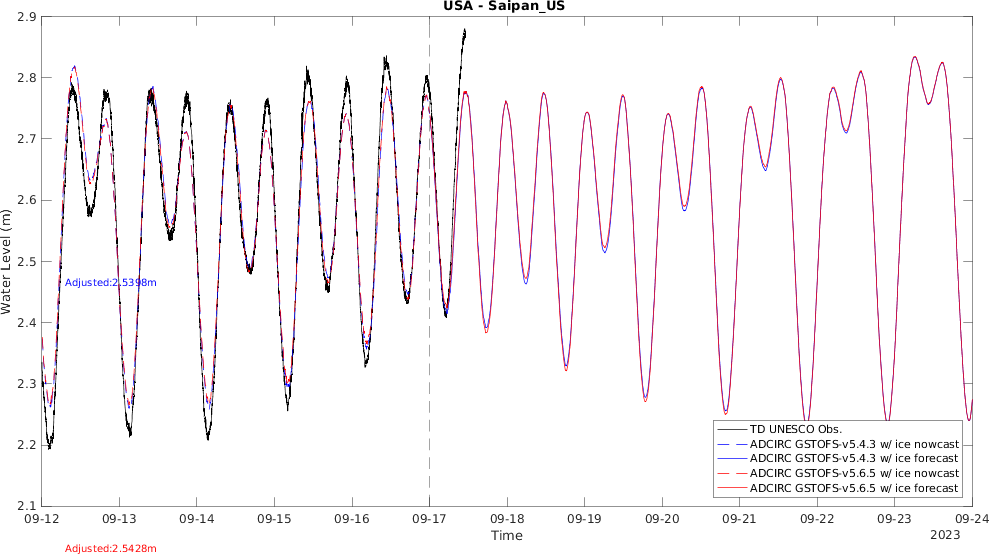 USA - Saipan_US
2.9
2.8
2.7
2.6
2.5
2.4
2.3
2.2
2.1
Water Level (m)
Adjusted:2.5398m
TD UNESCO Obs.
ADCIRC GSTOFS-v5.4.3 w/ ice nowcast
ADCIRC GSTOFS-v5.4.3 w/ ice forecast
ADCIRC GSTOFS-v5.6.5 w/ ice nowcast
ADCIRC GSTOFS-v5.6.5 w/ ice forecast
09-12 09-13 09-14 09-15 09-16 09-17 09-18 09-19 09-20 09-21 09-22 09-23 09-24
Time
2023
Adjusted:2.5428m